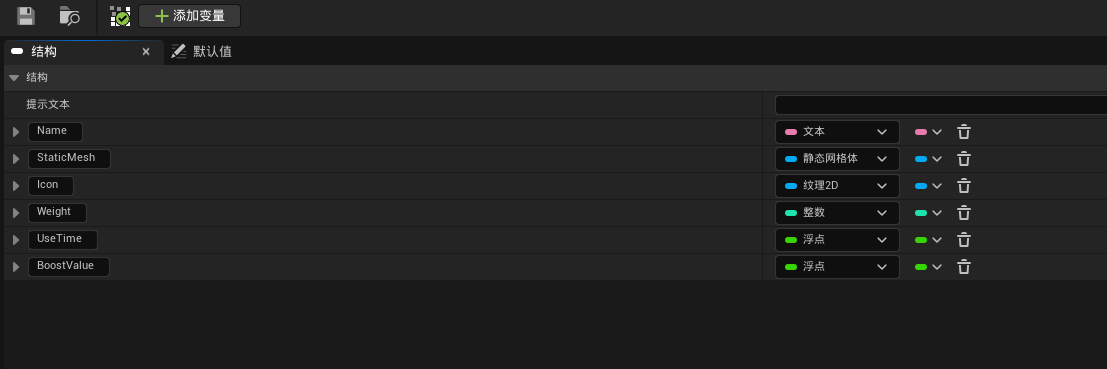 添加变量
结构
默认值
结构
提示文本
Name 文本
StaticMesh 静态网格体
Icon 纹理2D
Weight 整数
UseTime 浮点
BoostValue 浮点